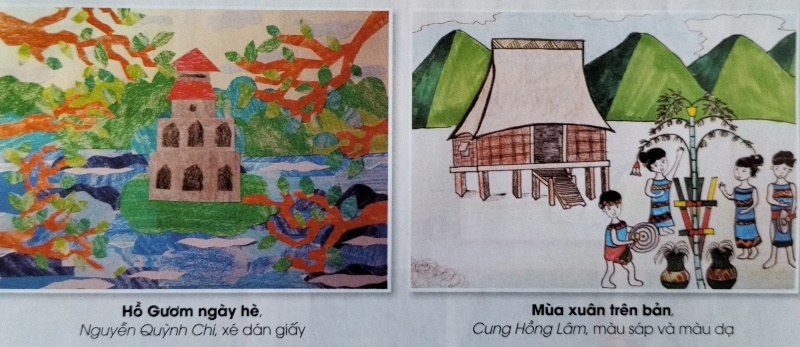 Hồ Gươm ngày hè,
Nguyễn Quỳnh Chi, xé dán giấy
Mùa xuân trên bản,
Cung Hồng Lâm, màu sáp và màu dạ